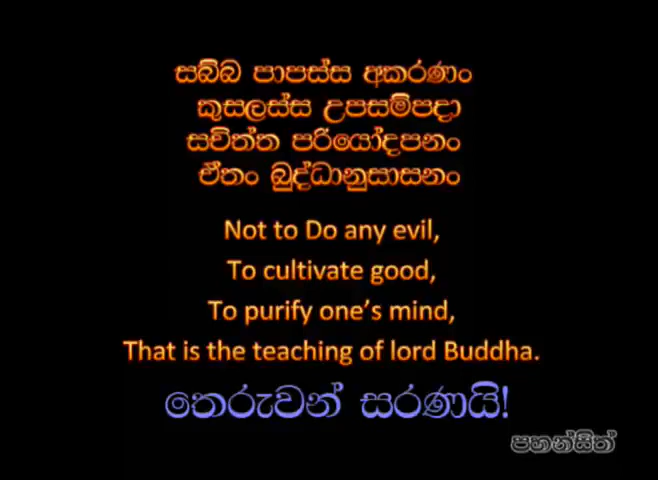 සබ්බ පාපස්ස අකරණං
කුසලස්ස උපසම්පදා
සචිත්ත පරියෝදපනං
ඒතං බුද්ධානුසාසනං
Not to Do any evil,
To cultivate good,
To purify one’s mind,
That is the teaching of lord Buddha.
තෙරුවන් සරණයි!
පහන්සිත්